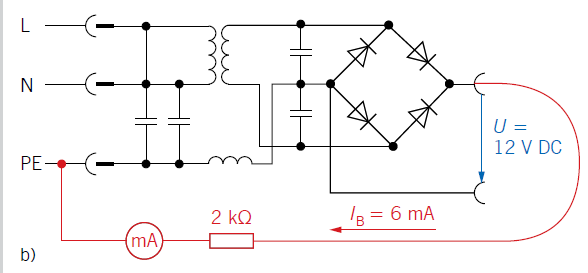 L
N
PE
U =
12 V DC
2 kΩ
I_B = 6 mA
mA
b)